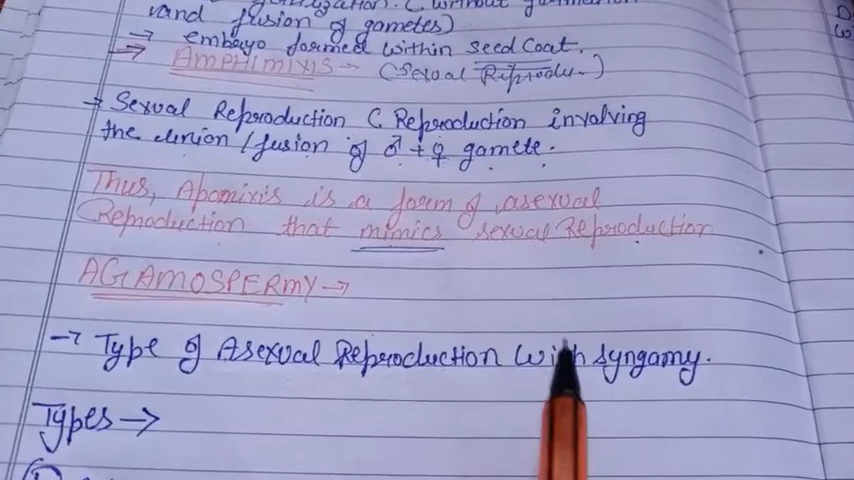 and fusion of gametes)
→ embryo formed within seed coat.
→ AMPHIMIXIS → (Sexual Reprodu..)
→ Sexual Reproduction C Reproduction involving
the union / fusion of ♂ + ♀ gamete.
Thus, Apomixis is a form of asexual
Reproduction that mimics sexual Reproduction
AGAMOSPERMY →
→ Type of Asexual Reproduction with syngamy.
Types →